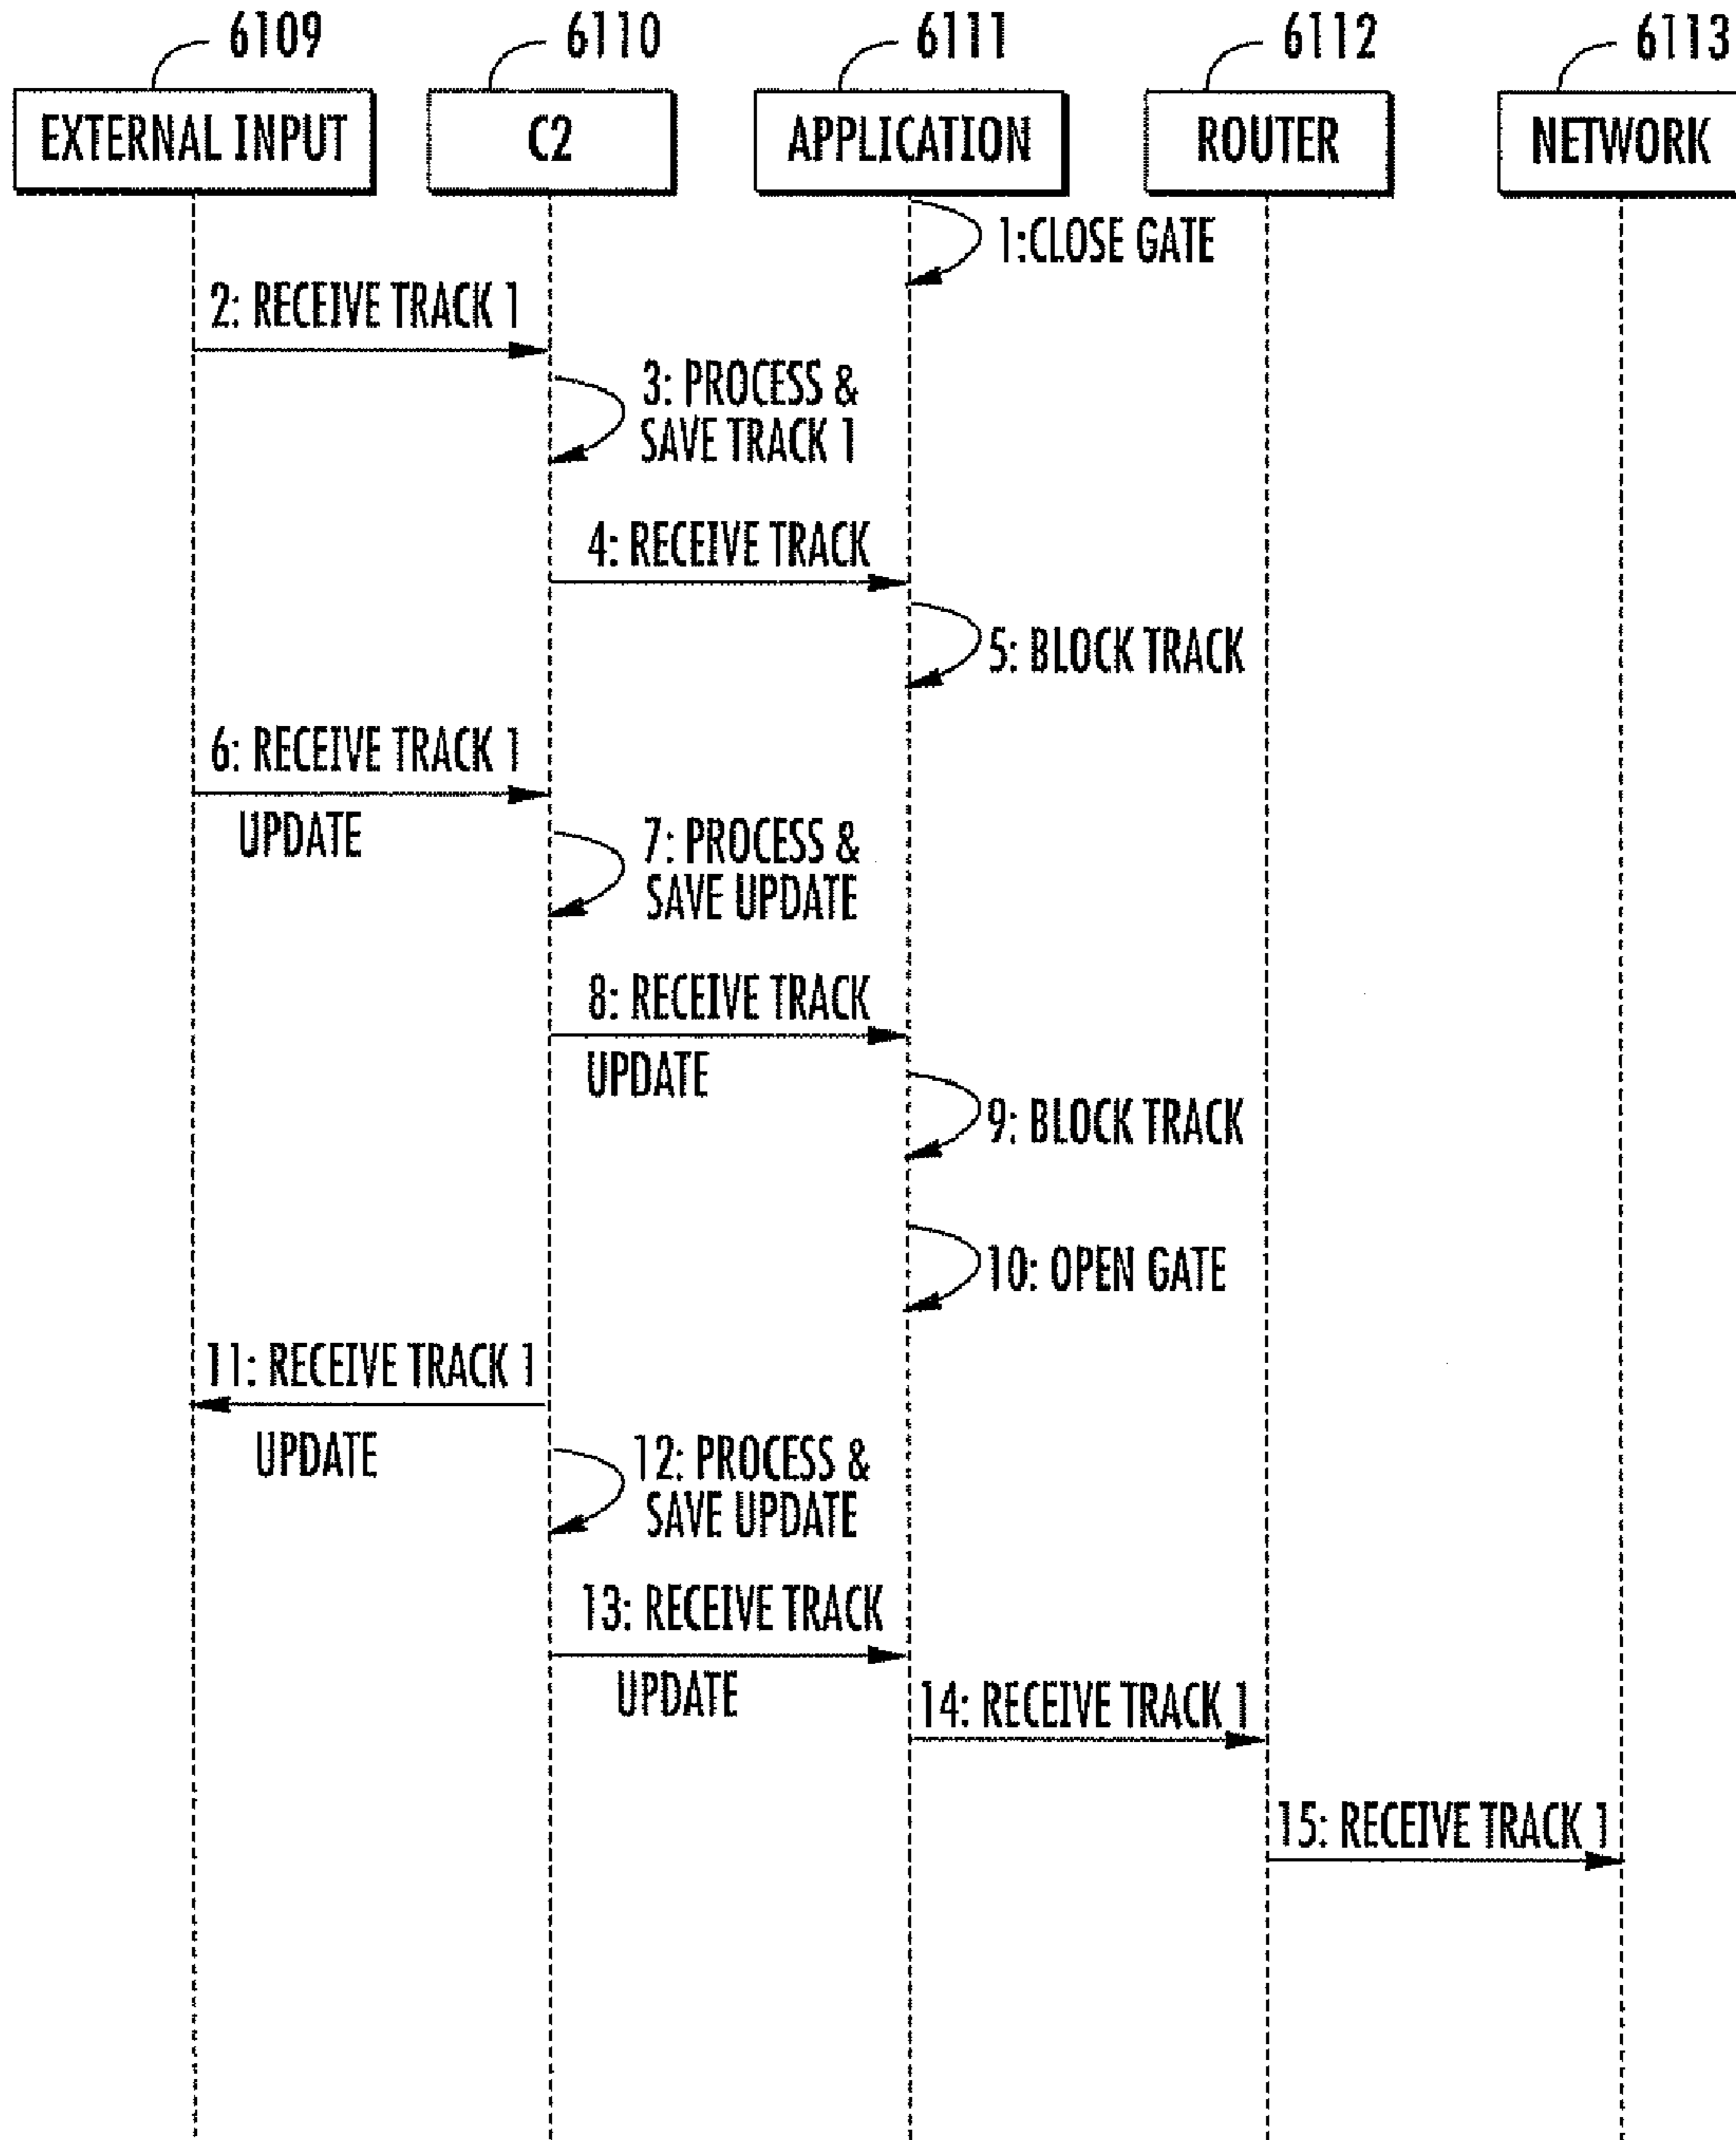 6109
6110
6111
6112
6113
EXTERNAL INPUT
C2
APPLICATION
ROUTER
NETWORK
1:CLOSE GATE
2: RECEIVE TRACK 1
3: PROCESS &
SAVE TRACK 1
4: RECEIVE TRACK
5: BLOCK TRACK
6: RECEIVE TRACK 1
UPDATE
7: PROCESS &
SAVE UPDATE
8: RECEIVE TRACK
UPDATE
9: BLOCK TRACK
10: OPEN GATE
11: RECEIVE TRACK 1
UPDATE
12: PROCESS &
SAVE UPDATE
13: RECEIVE TRACK
UPDATE
14: RECEIVE TRACK 1
15: RECEIVE TRACK 1